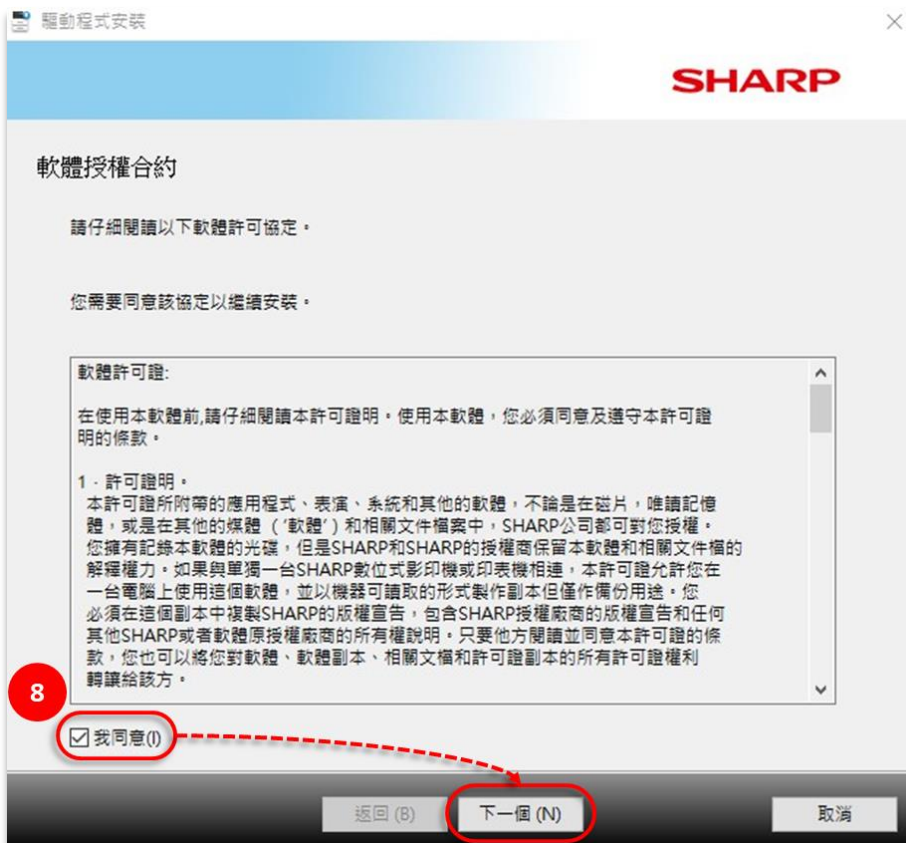 驅動程式安裝
SHARP
軟體授權合約
請仔細閱讀以下軟體許可協定。
您需要同意該協定以繼續安裝。
軟體許可證:
在使用本軟體前,請仔細閱讀本許可證明。使用本軟體,您必須同意及遵守本許可證
明的條款。
1．許可證明。
本許可證所附帶的應用程式、表演、系統和其他的軟體,不論是在磁片,唯讀記憶
體,或是在其他的媒體 ('軟體') 和相關文件檔案中,SHARP公司都可對您授權。
您擁有記錄本軟體的光碟,但是SHARP和SHARP的授權商保留本軟體和相關文件檔的
解釋權力。如果與單獨一台SHARP數位式影印機或印表機相連,本許可證允許您在
一台電腦上使用這個軟體,並以機器可讀取的形式製作副本但僅作備份用途。您
必須在這個副本中複製SHARP的版權宣告,包含SHARP授權廠商的版權宣告和任何
其他SHARP或者軟體原授權廠商的所有權說明。只要他方閱讀並同意本許可證的條
款,您也可以將您對軟體、軟體副本、相關文檔和許可證副本的所有許可證權利
轉讓給該方。
8
我同意(I)
返回 (B)
下一個 (N)
取消